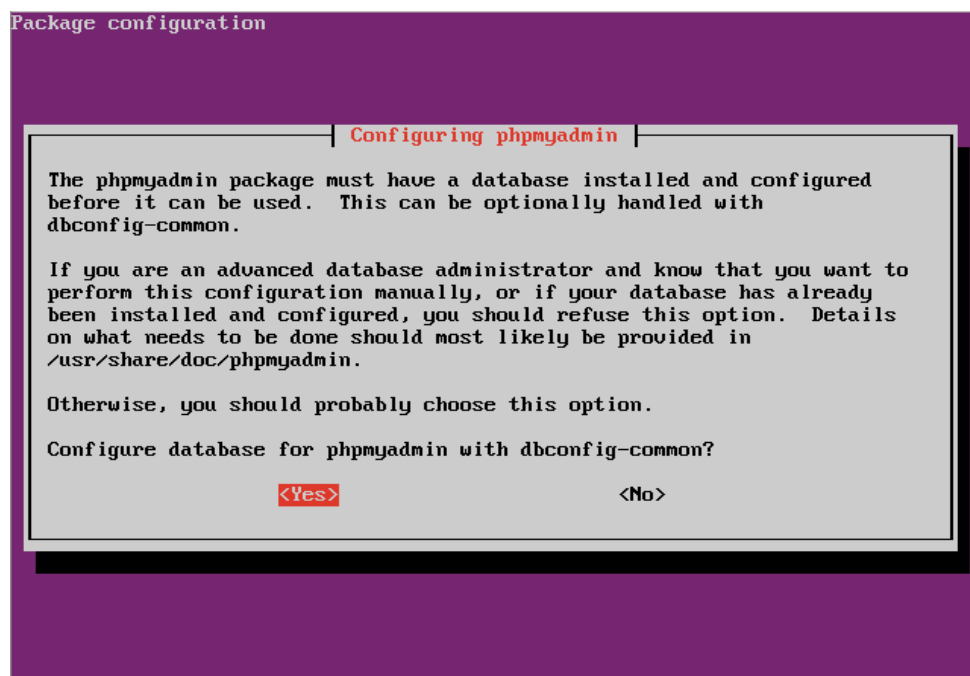 Package configuration
Configuring phpmyadmin
The phpmyadmin package must have a database installed and configured
before it can be used.  This can be optionally handled with
dbconfig-common.
If you are an advanced database administrator and know that you want to
perform this configuration manually, or if your database has already
been installed and configured, you should refuse this option.  Details
on what needs to be done should most likely be provided in
/usr/share/doc/phpmyadmin.
Otherwise, you should probably choose this option.
Configure database for phpmyadmin with dbconfig-common?
<Yes> <No>